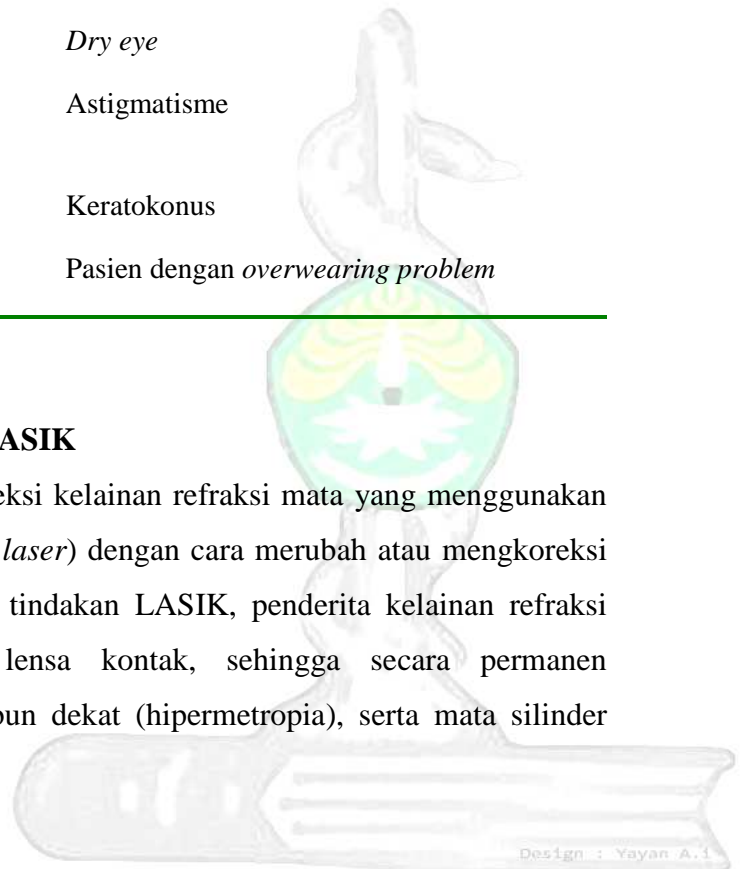 Dry eye
Astigmatisme
Keratokonus
Pasien dengan overwearing problem
ASIK
eksi kelainan refraksi mata yang menggunakan
laser) dengan cara merubah atau mengkoreksi
tindakan LASIK, penderita kelainan refraksi
lensa kontak, sehingga secara permanen
pun dekat (hipermetropia), serta mata silinder
Design : Yayan A.i